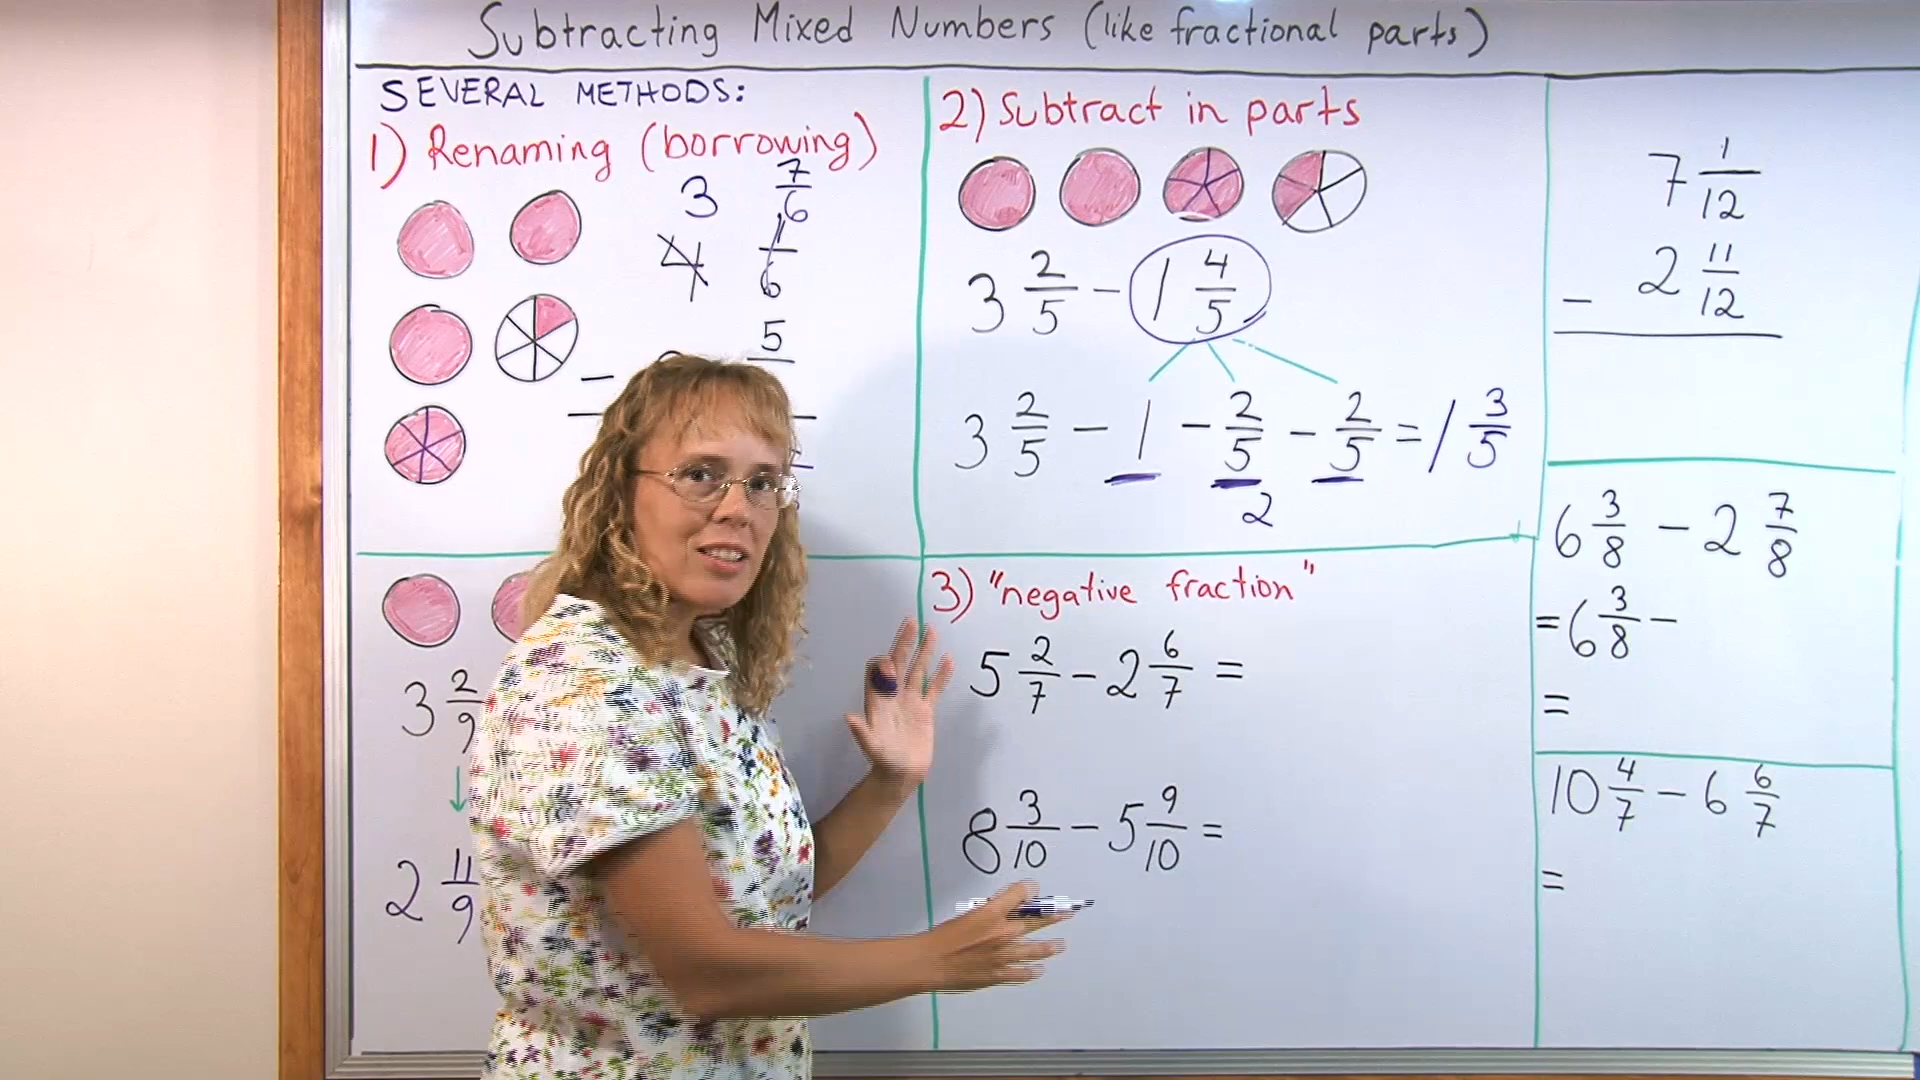 Subtracting Mixed Numbers (like fractional parts)
SEVERAL METHODS:
1) Renaming (borrowing)
3 7/6
4 1/6
5
−
3 2/9
2 11/9
2) Subtract in parts
3 2/5 − 1 4/5
3 2/5 − 1 − 2/5 − 2/5 = 1 3/5
2
3) "negative fraction"
5 2/7 − 2 6/7 =
8 3/10 − 5 9/10 =
7 1/12
− 2 11/12
6 3/8 − 2 7/8
= 6 3/8 −
=
10 4/7 − 6 6/7
=